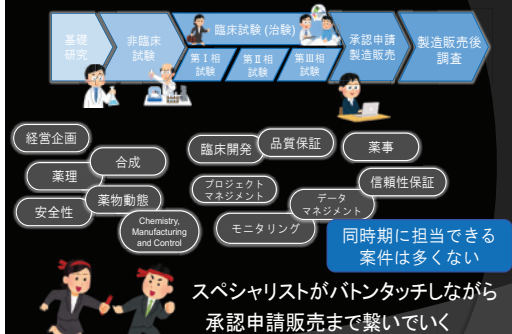 基礎
研究
非臨床
試験
臨床試験 (治験)
第Ⅰ相
試験
第Ⅱ相
試験
第Ⅲ相
試験
承認申請
製造販売
製造販売後
調査
経営企画
合成
薬理
薬物動態
安全性
Chemistry,
Manufacturing
and Control
臨床開発
品質保証
薬事
プロジェクト
マネジメント
信頼性保証
データ
マネジメント
モニタリング
同時期に担当できる
案件は多くない
スペシャリストがバトンタッチしながら
承認申請販売まで繋いでいく